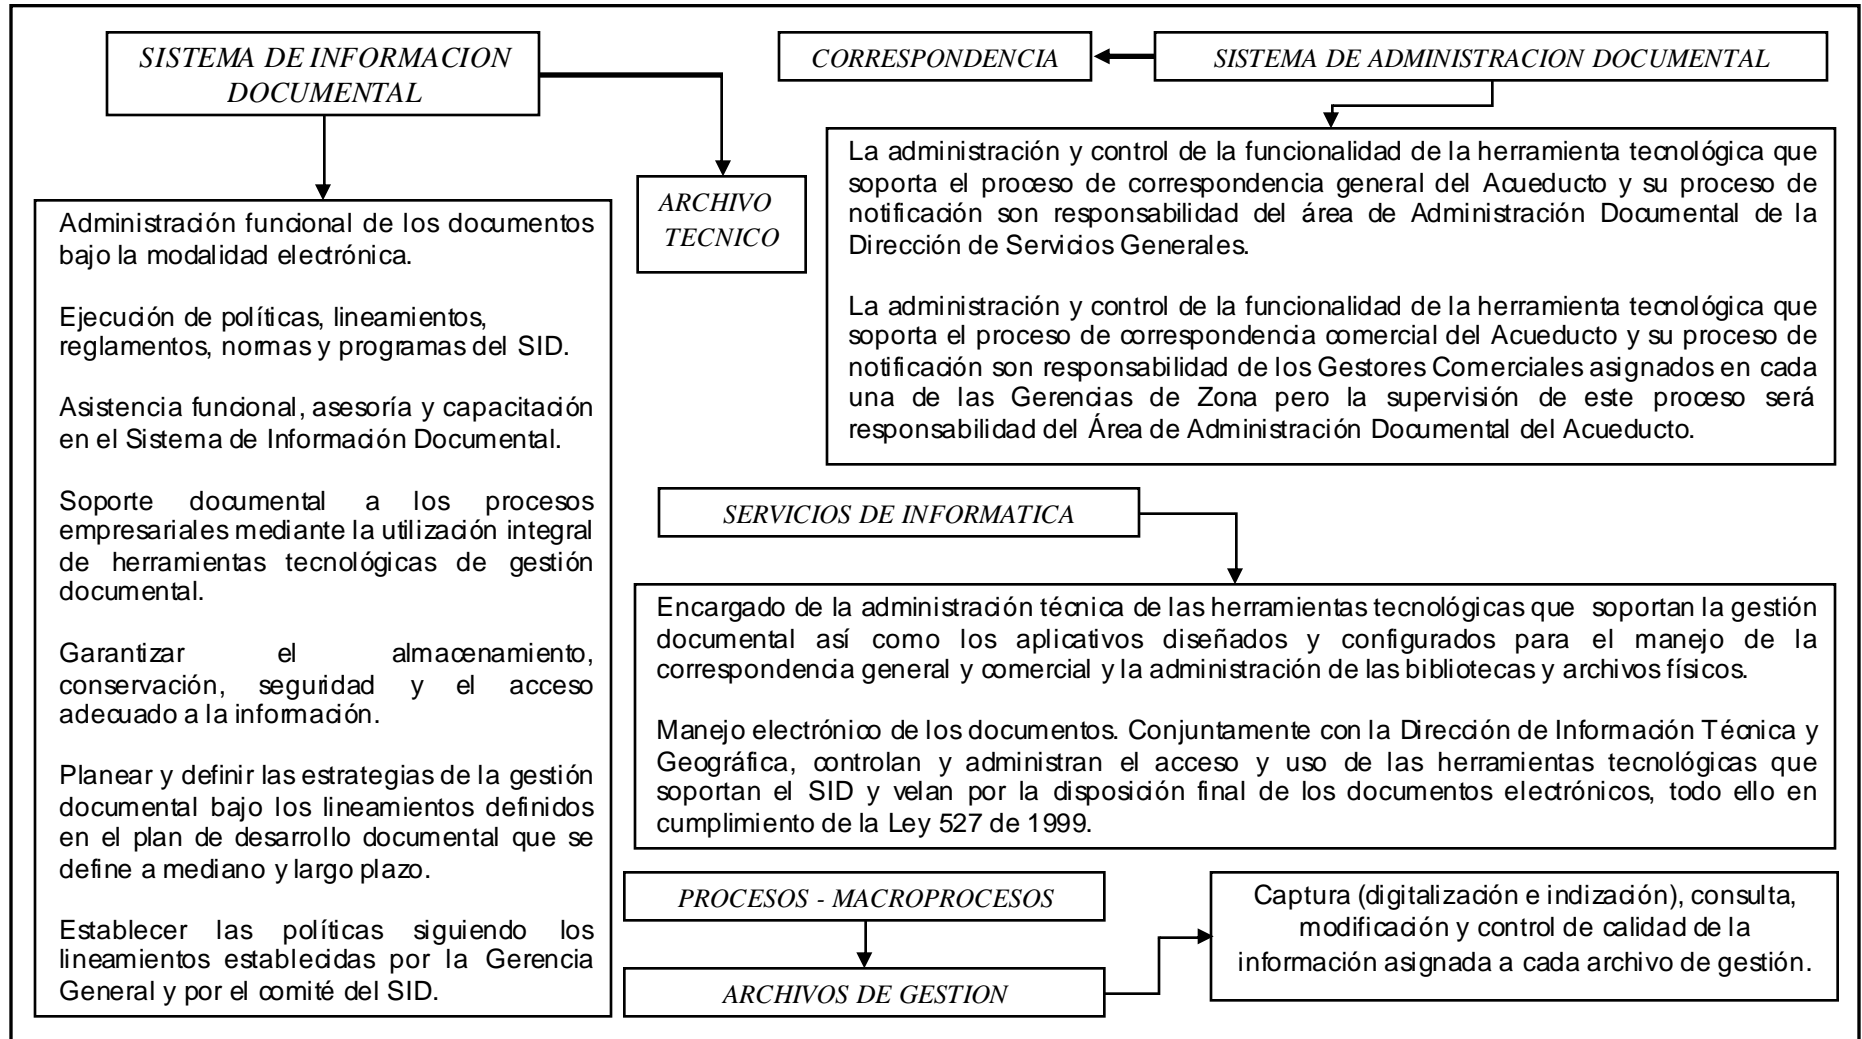 SISTEMA DE INFORMACION
DOCUMENTAL
Administración funcional de los documentos
bajo la modalidad electrónica.
Ejecución de políticas, lineamientos,
reglamentos, normas y programas del SID.
Asistencia funcional, asesoría y capacitación
en el Sistema de Información Documental.
Soporte documental a los procesos
empresariales mediante la utilización integral
de herramientas tecnológicas de gestión
documental.
Garantizar el almacenamiento,
conservación, seguridad y el acceso
adecuado a la información.
Planear y definir las estrategias de la gestión
documental bajo los lineamientos definidos
en el plan de desarrollo documental que se
define a mediano y largo plazo.
Establecer las políticas siguiendo los
lineamientos establecidas por la Gerencia
General y por el comité del SID.
ARCHIVO
TECNICO
CORRESPONDENCIA
SISTEMA DE ADMINISTRACION DOCUMENTAL
La administración y control de la funcionalidad de la herramienta tecnológica que
soporta el proceso de correspondencia general del Acueducto y su proceso de
notificación son responsabilidad del área de Administración Documental de la
Dirección de Servicios Generales.
La administración y control de la funcionalidad de la herramienta tecnológica que
soporta el proceso de correspondencia comercial del Acueducto y su proceso de
notificación son responsabilidad de los Gestores Comerciales asignados en cada
una de las Gerencias de Zona pero la supervisión de este proceso será
responsabilidad del Área de Administración Documental del Acueducto.
SERVICIOS DE INFORMATICA
Encargado de la administración técnica de las herramientas tecnológicas que soportan la gestión
documental así como los aplicativos diseñados y configurados para el manejo de la
correspondencia general y comercial y la administración de las bibliotecas y archivos físicos.
Manejo electrónico de los documentos. Conjuntamente con la Dirección de Información Técnica y
Geográfica, controlan y administran el acceso y uso de las herramientas tecnológicas que
soportan el SID y velan por la disposición final de los documentos electrónicos, todo ello en
cumplimiento de la Ley 527 de 1999.
PROCESOS - MACROPROCESOS
ARCHIVOS DE GESTION
Captura (digitalización e indización), consulta,
modificación y control de calidad de la
información asignada a cada archivo de gestión.